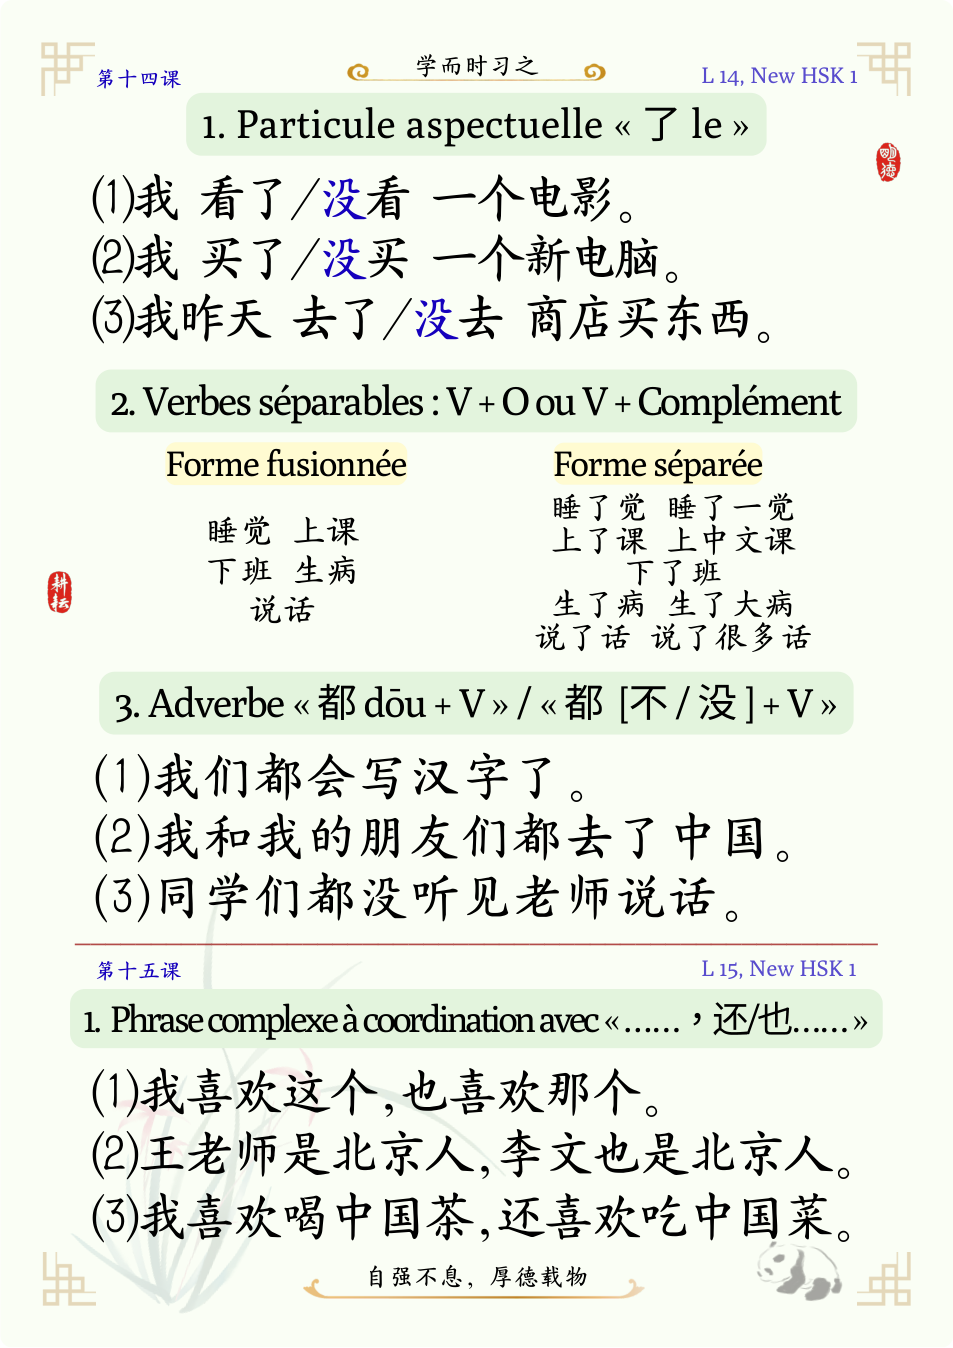 学而时习之
第十四课
L 14, New HSK 1
1. Particule aspectuelle « 了 le »
明德
(1)我 看了/没看 一个电影。
(2)我 买了/没买 一个新电脑。
(3)我昨天 去了/没去 商店买东西。
2. Verbes séparables : V + O ou V + Complément
Forme fusionnée
睡觉 上课
下班 生病
说话
Forme séparée
睡了觉 睡了一觉
上了课 上中文课
下了班
生了病 生了大病
说了话 说了很多话
耕耘
3. Adverbe « 都 dōu + V » / « 都 [不 / 没 ] + V »
(1)我们都会写汉字了。
(2)我和我的朋友们都去了中国。
(3)同学们都没听见老师说话。
第十五课
L 15, New HSK 1
1. Phrase complexe à coordination avec « ……，还/也…… »
(1)我喜欢这个,也喜欢那个。
(2)王老师是北京人,李文也是北京人。
(3)我喜欢喝中国茶,还喜欢吃中国菜。
自强不息，厚德载物